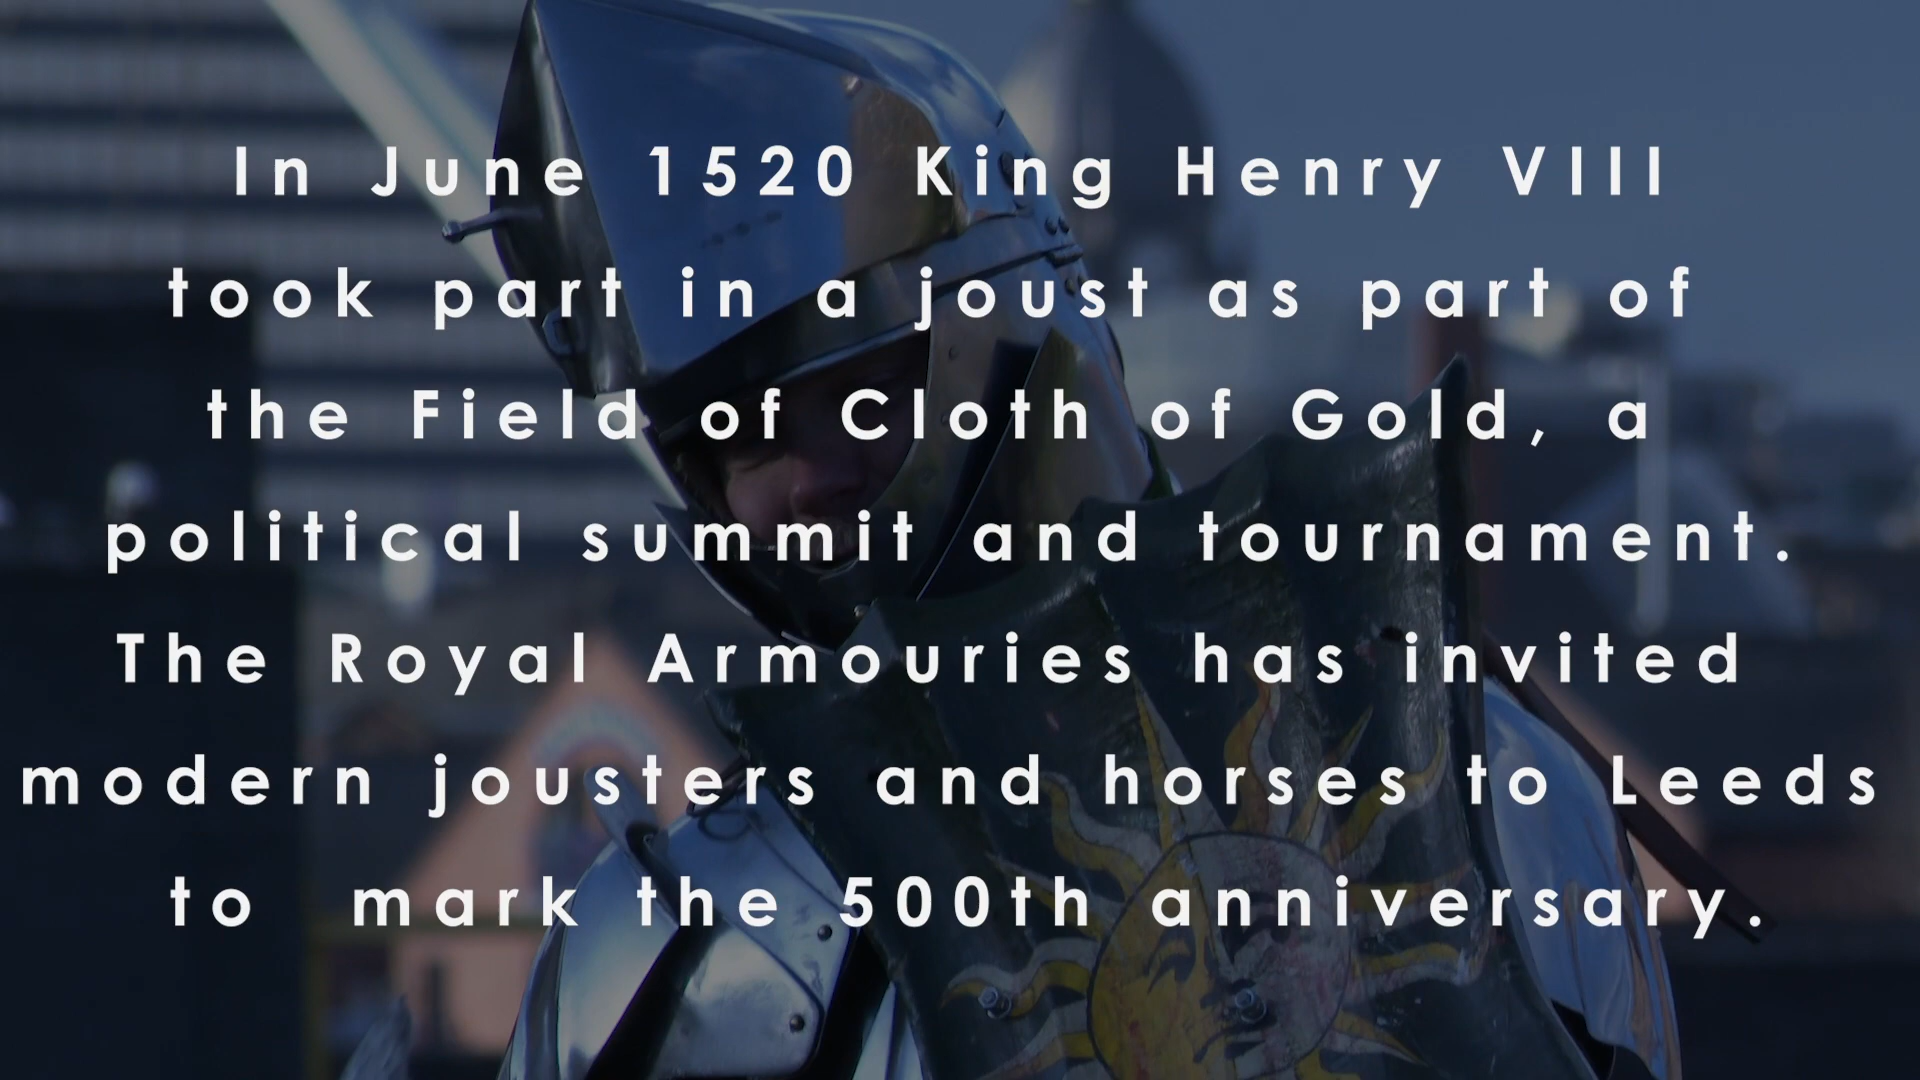 In June 1520 King Henry VIII
took part in a joust as part of
the Field of Cloth of Gold, a
political summit and tournament.
The Royal Armouries has invited
modern jousters and horses to Leeds
to mark the 500th anniversary.